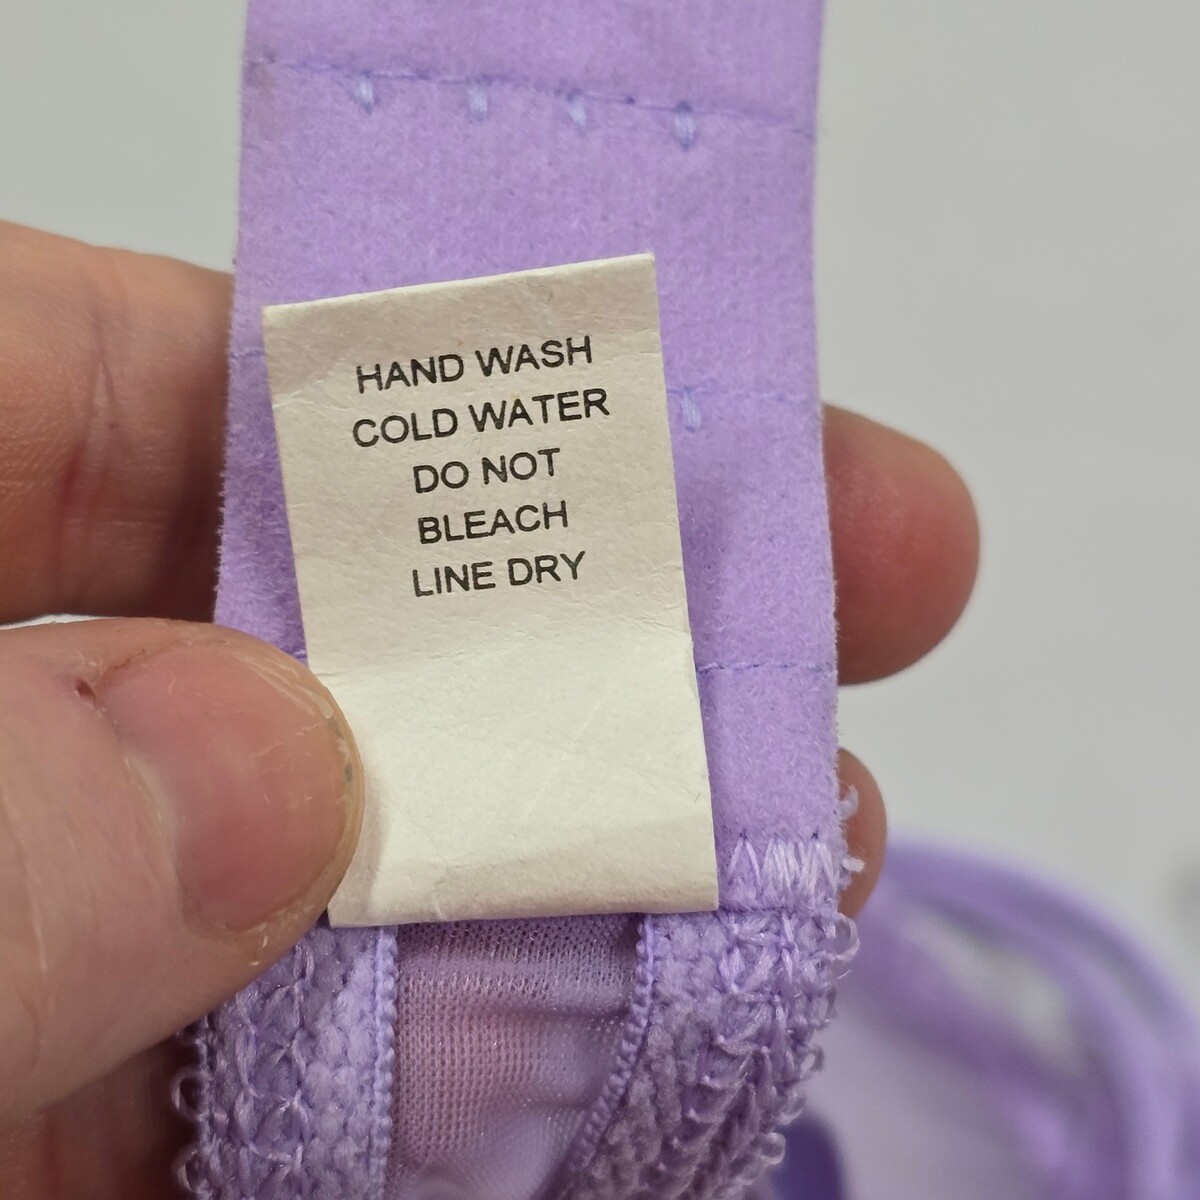 HAND WASH
COLD WATER
DO NOT
BLEACH
LINE DRY